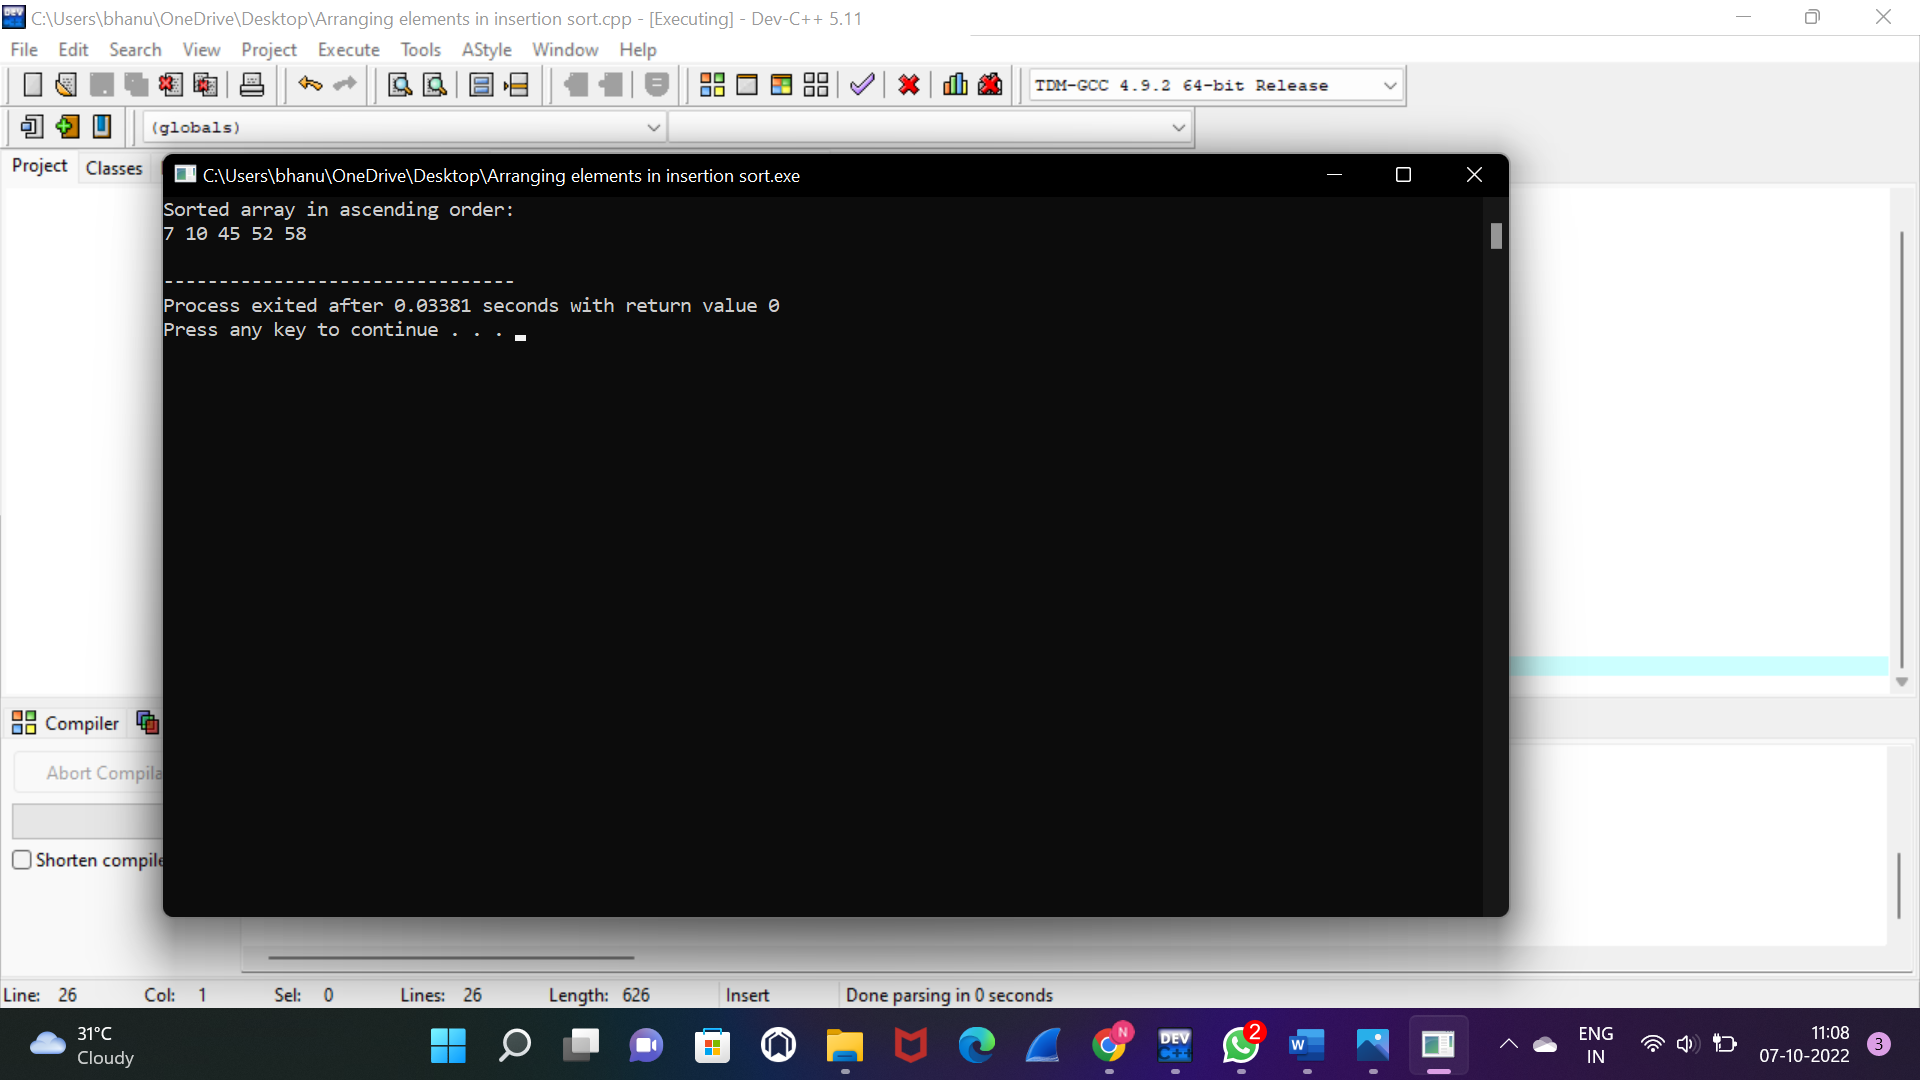 C:\Users\bhanu\OneDrive\Desktop\Arranging elements in insertion sort.cpp - [Executing] - Dev-C++ 5.11
File Edit Search View Project Execute Tools AStyle Window Help
TDM-GCC 4.9.2 64-bit Release
(globals)
Project Classes
C:\Users\bhanu\OneDrive\Desktop\Arranging elements in insertion sort.exe
Sorted array in ascending order:
7 10 45 52 58
--------------------------------
Process exited after 0.03381 seconds with return value 0
Press any key to continue . . .
Compiler
Abort Compila
Shorten compile
Line: 26 Col: 1 Sel: 0 Lines: 26 Length: 626 Insert Done parsing in 0 seconds
31°C
Cloudy
N
DEV
C++
2
W
ENG
IN
11:08
07-10-2022
3